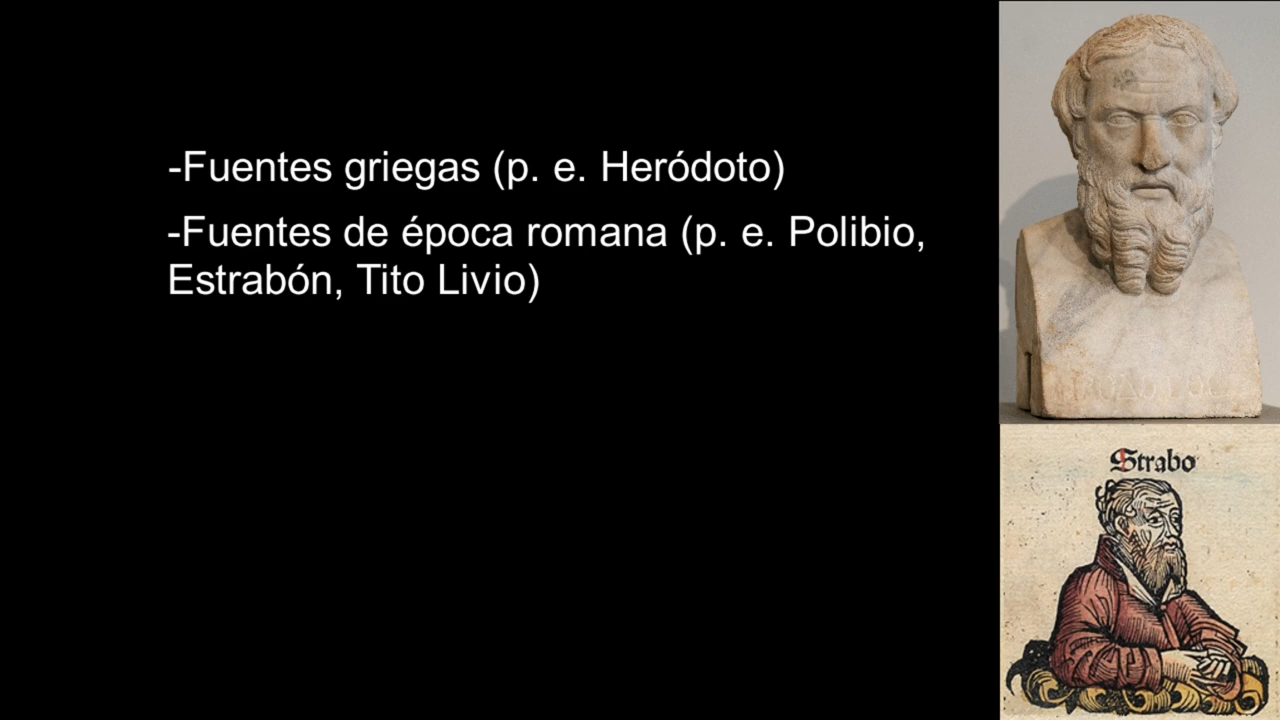 -Fuentes griegas (p. e. Heródoto)
-Fuentes de época romana (p. e. Polibio,
Estrabón, Tito Livio)
Strabo